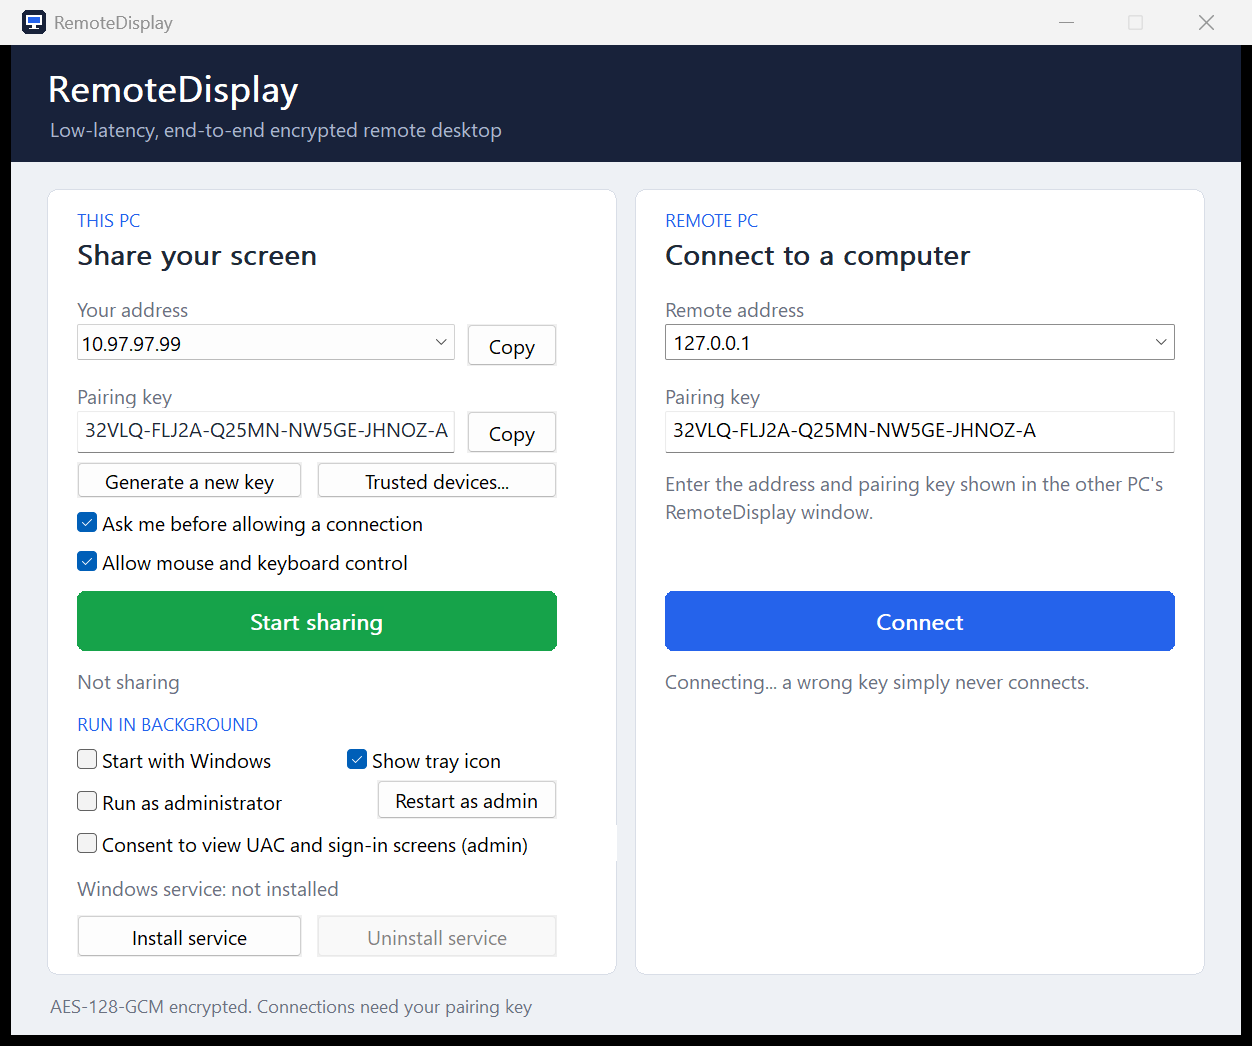 RemoteDisplay
RemoteDisplay
Low-latency, end-to-end encrypted remote desktop
THIS PC
Share your screen
Your address
10.97.97.99
Copy
Pairing key
32VLQ-FLJ2A-Q25MN-NW5GE-JHNOZ-A
Copy
Generate a new key
Trusted devices...
Ask me before allowing a connection
Allow mouse and keyboard control
Start sharing
Not sharing
RUN IN BACKGROUND
Start with Windows
Show tray icon
Run as administrator
Restart as admin
Consent to view UAC and sign-in screens (admin)
Windows service: not installed
Install service
Uninstall service
REMOTE PC
Connect to a computer
Remote address
127.0.0.1
Pairing key
32VLQ-FLJ2A-Q25MN-NW5GE-JHNOZ-A
Enter the address and pairing key shown in the other PC's
RemoteDisplay window.
Connect
Connecting... a wrong key simply never connects.
AES-128-GCM encrypted. Connections need your pairing key